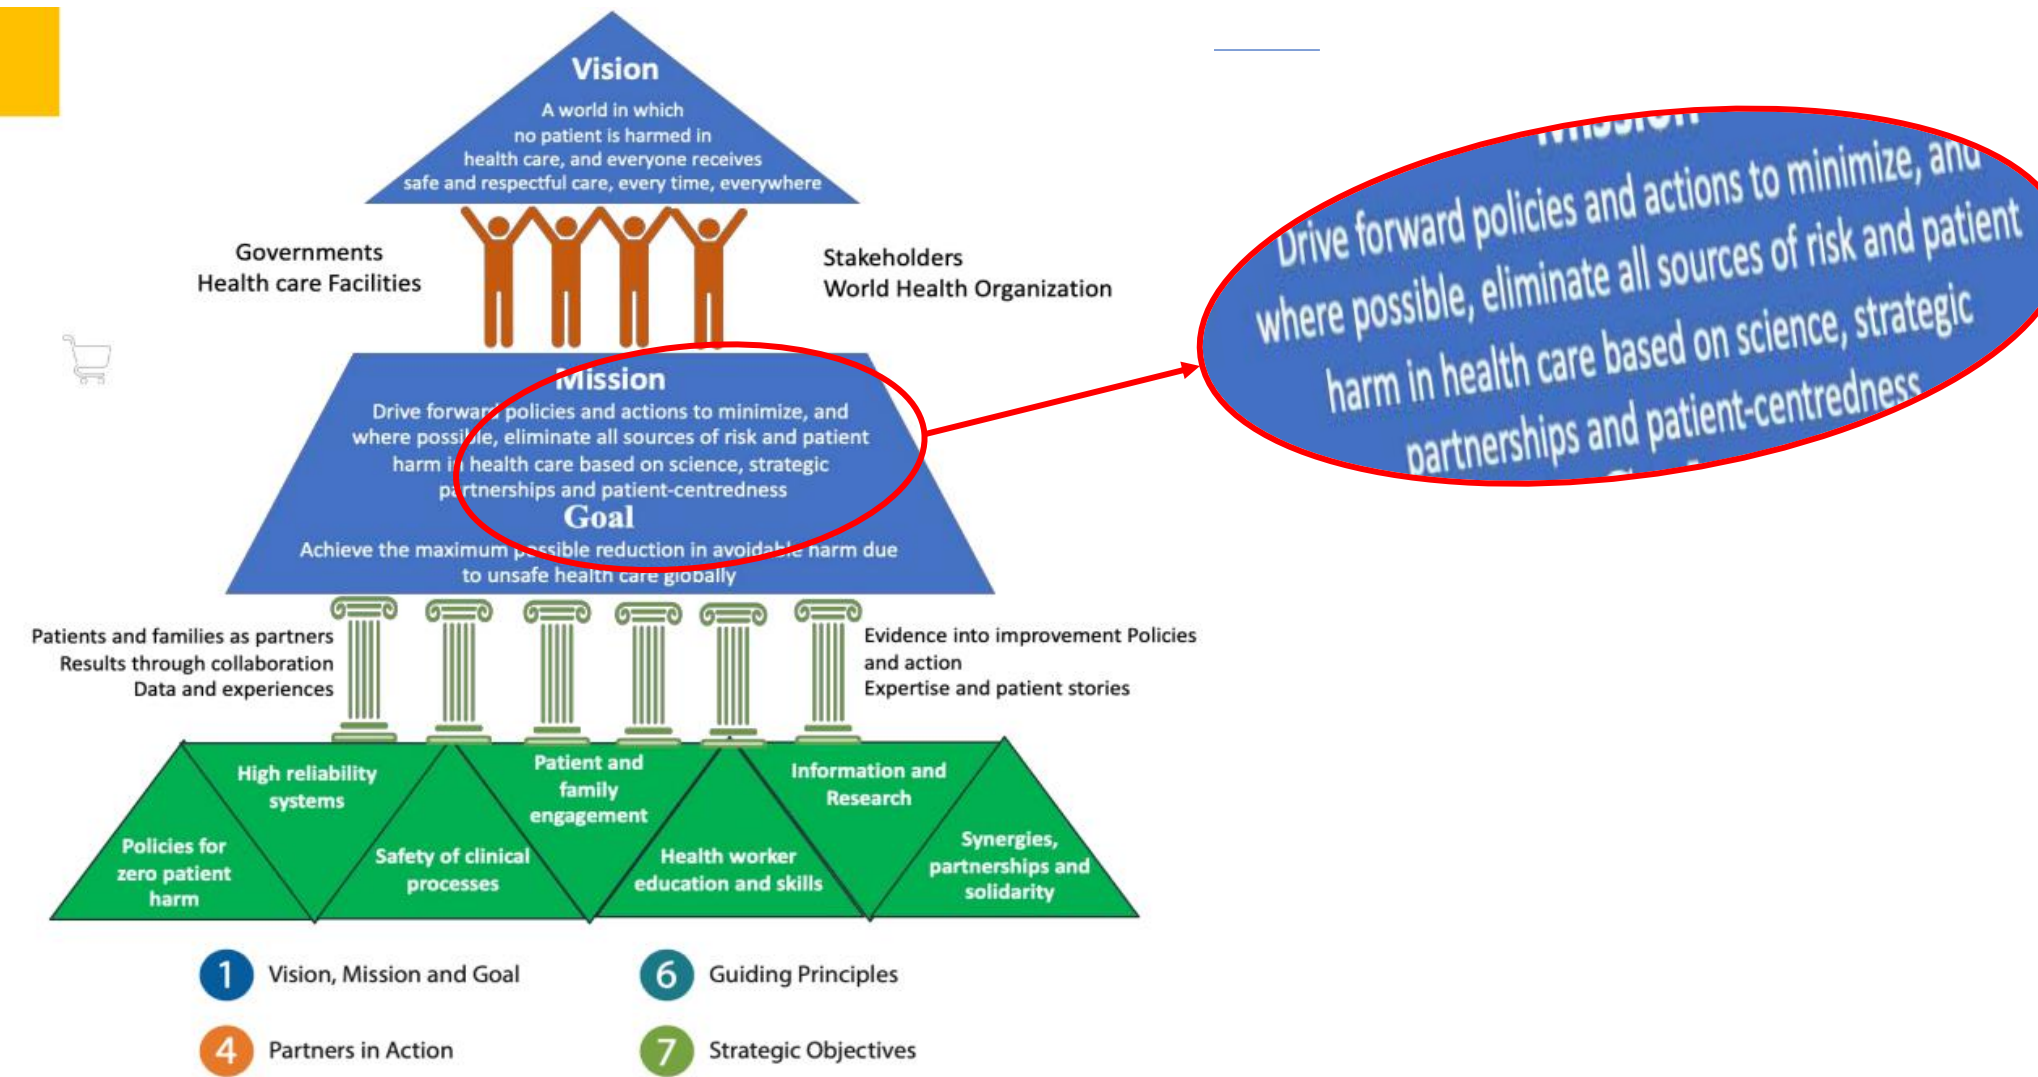 Vision
A world in which
no patient is harmed in
health care, and everyone receives
safe and respectful care, every time, everywhere
Governments
Health care Facilities
Stakeholders
World Health Organization
Mission
Drive forward policies and actions to minimize, and
where possible, eliminate all sources of risk and patient
harm in health care based on science, strategic
partnerships and patient-centredness
Goal
Achieve the maximum possible reduction in avoidable harm due
to unsafe health care globally
Mission
Drive forward policies and actions to minimize, and
where possible, eliminate all sources of risk and patient
harm in health care based on science, strategic
partnerships and patient-centredness
Patients and families as partners
Results through collaboration
Data and experiences
Evidence into improvement Policies
and action
Expertise and patient stories
Policies for
zero patient
harm
High reliability
systems
Safety of clinical
processes
Patient and
family
engagement
Health worker
education and skills
Information and
Research
Synergies,
partnerships and
solidarity
1 Vision, Mission and Goal
6 Guiding Principles
4 Partners in Action
7 Strategic Objectives